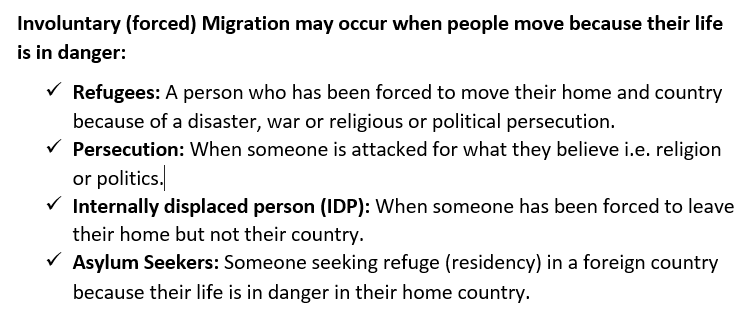 Involuntary (forced) Migration may occur when people move because their life
is in danger:
✓ Refugees: A person who has been forced to move their home and country
because of a disaster, war or religious or political persecution.
✓ Persecution: When someone is attacked for what they believe i.e. religion
or politics.
✓ Internally displaced person (IDP): When someone has been forced to leave
their home but not their country.
✓ Asylum Seekers: Someone seeking refuge (residency) in a foreign country
because their life is in danger in their home country.